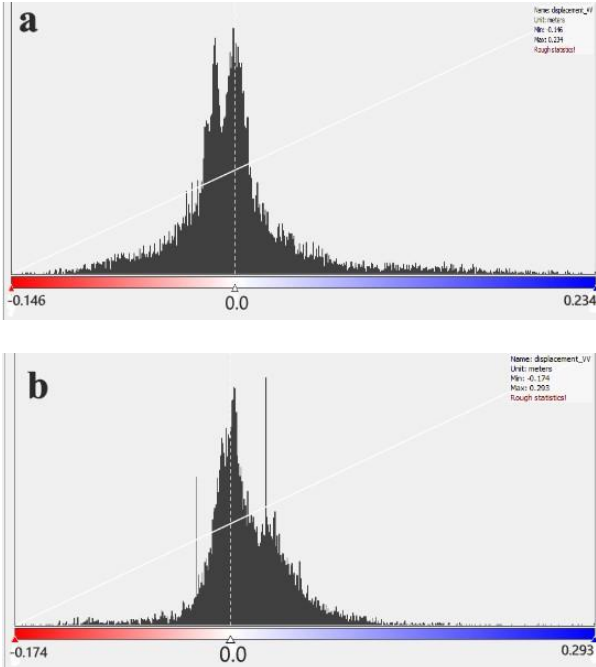 a
Name: displacement_VV
Unit: meters
Min: -0.146
Max: 0.234
Rough statistics!
-0.146
0.0
0.234
b
Name: displacement_VV
Unit: meters
Min: -0.174
Max: 0.293
Rough statistics!
-0.174
0.0
0.293